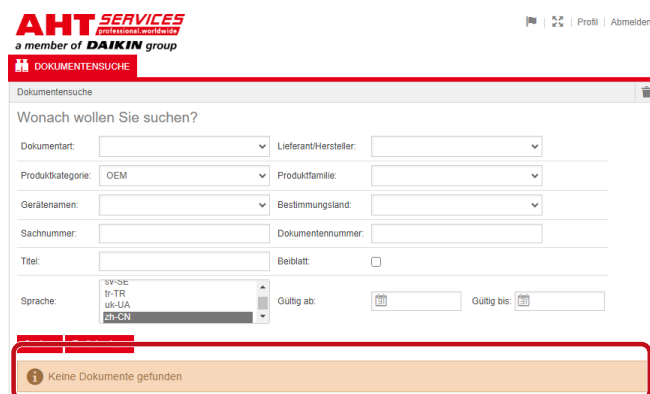 AHT SERVICES
professional.worldwide
a member of DAIKIN group
Profil Abmelden
DOKUMENTENSUCHE
Dokumentensuche
Wonach wollen Sie suchen?
Dokumentart: Lieferant/Hersteller:
Produktkategorie: OEM Produktfamilie:
Gerätenamen: Bestimmungsland:
Sachnummer: Dokumentennummer:
Titel: Beiblatt:
sv-SE
tr-TR
Sprache: uk-UA Gültig ab: Gültig bis:
zh-CN
Keine Dokumente gefunden